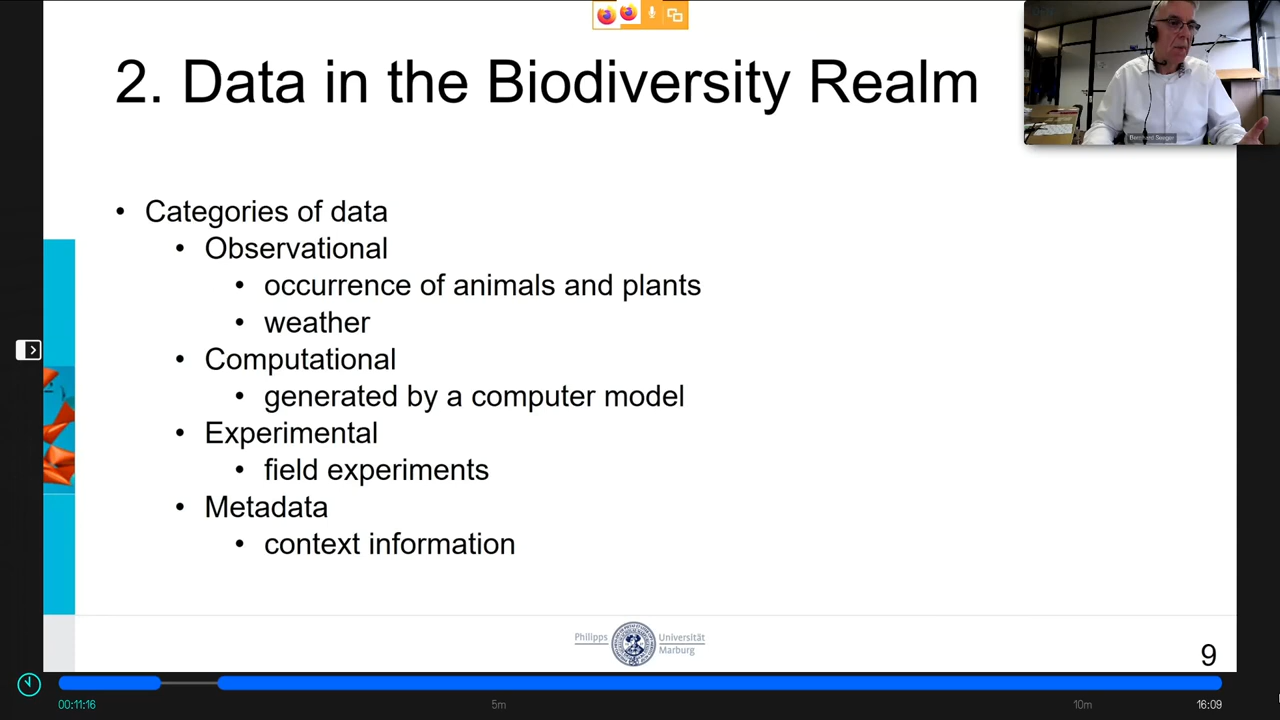 2. Data in the Biodiversity Realm
Bernhard Seeger
• Categories of data
• Observational
• occurrence of animals and plants
• weather
• Computational
• generated by a computer model
• Experimental
• field experiments
• Metadata
• context information
Philipps Universität
Marburg
9
00:11:16 5m 10m 16:09